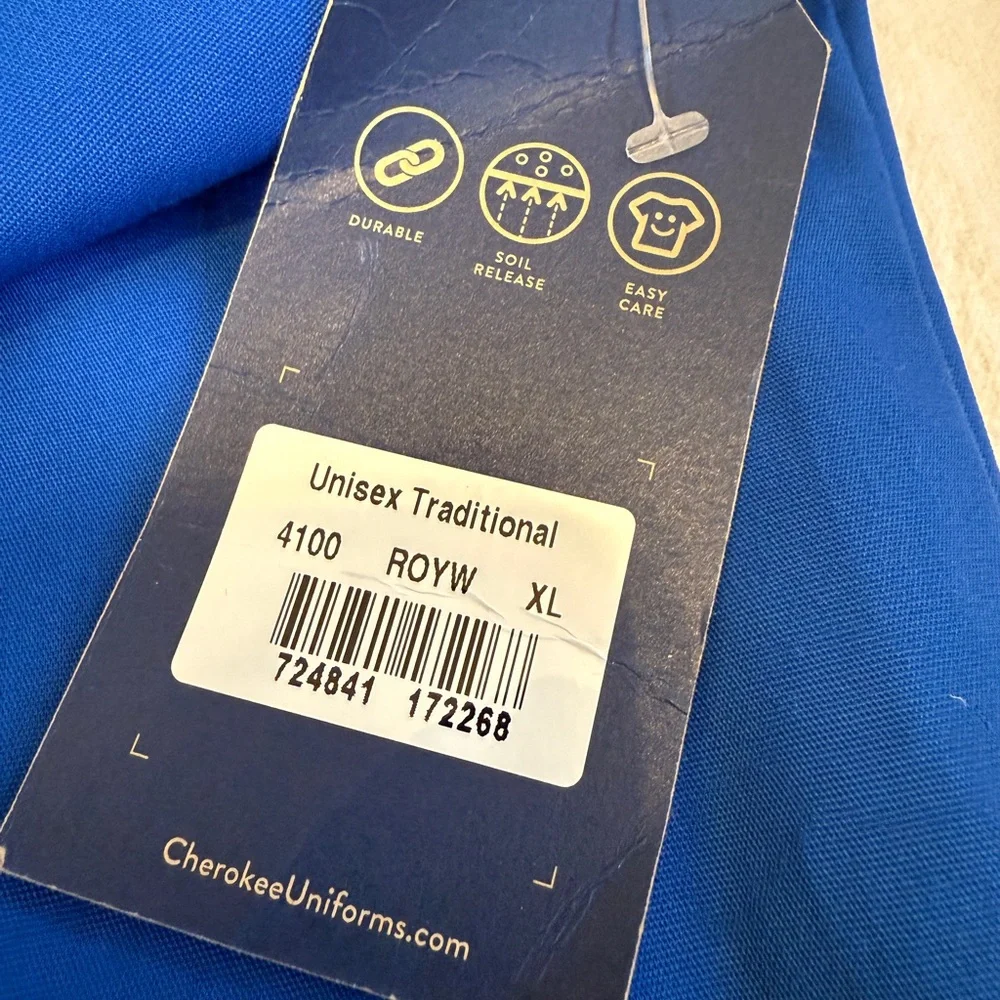 DURABLE
SOIL
RELEASE
EASY
CARE
Unisex Traditional
4100 ROYW XL
724841 172268
CherokeeUniforms.com